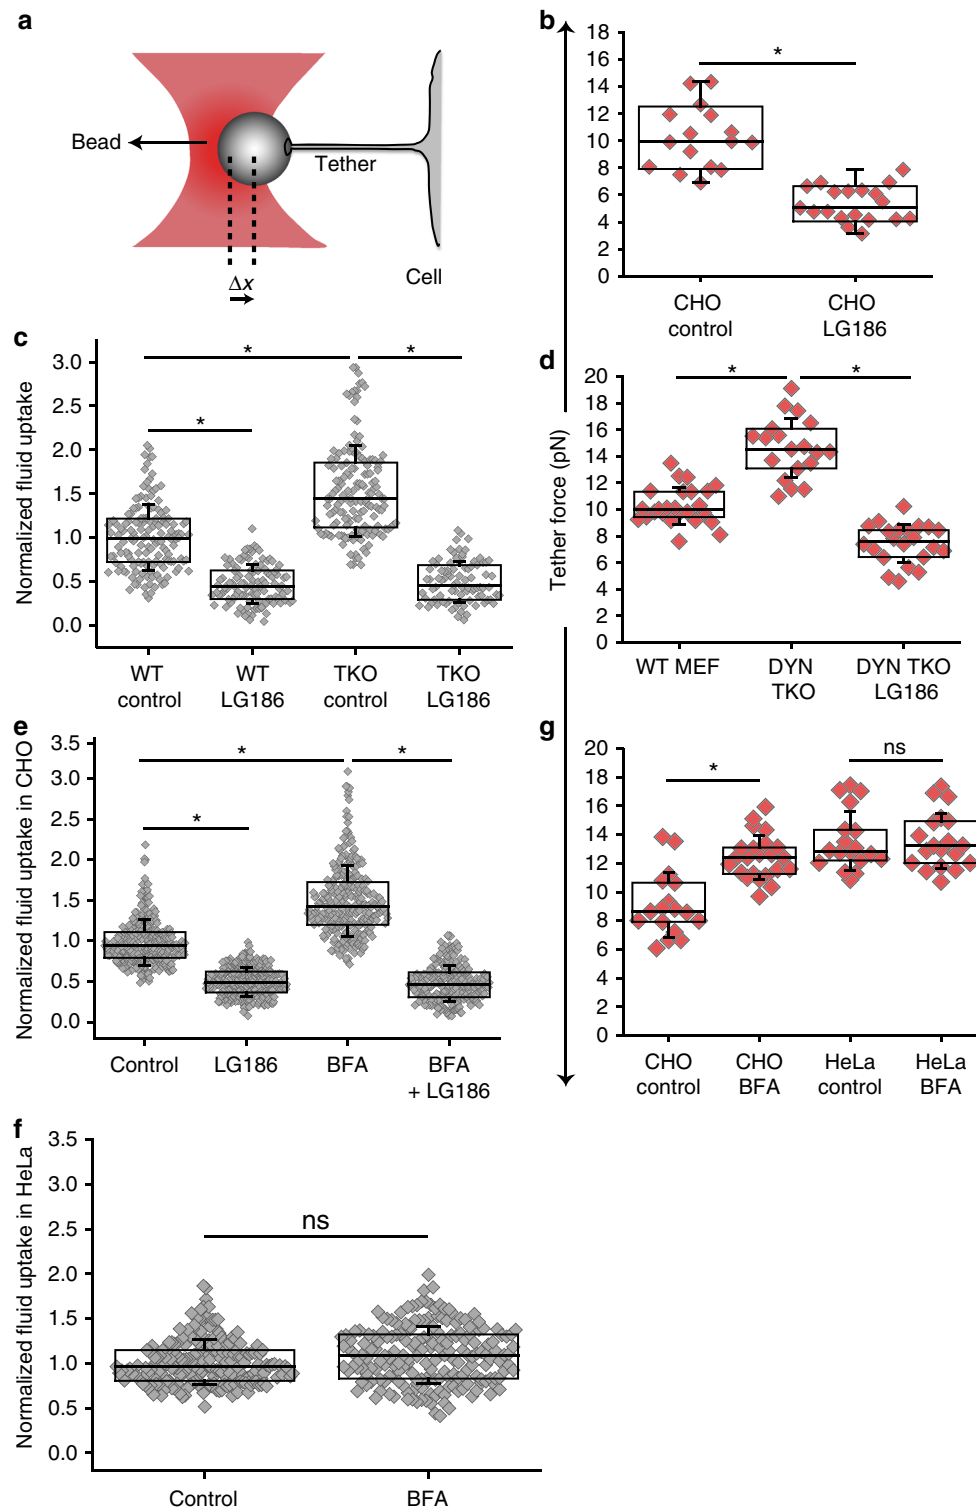 a
Bead
Tether
Δx
Cell
b
18
16
14
12
10
8
6
4
2
0
*
CHO
control
CHO
LG186
c
Normalized fluid uptake
3.0
2.5
2.0
1.5
1.0
0.5
0.0
*
*
*
WT
control
WT
LG186
TKO
control
TKO
LG186
d
Tether force (pN)
20
18
16
14
12
10
8
6
4
2
0
*
*
WT MEF
DYN
TKO
DYN TKO
LG186
e
Normalized fluid uptake in CHO
3.5
3.0
2.5
2.0
1.5
1.0
0.5
0.0
*
*
*
Control
LG186
BFA
BFA
+ LG186
g
20
18
16
14
12
10
8
6
4
2
0
*
ns
CHO
control
CHO
BFA
HeLa
control
HeLa
BFA
f
Normalized fluid uptake in HeLa
3.5
3.0
2.5
2.0
1.5
1.0
0.5
0.0
ns
Control
BFA